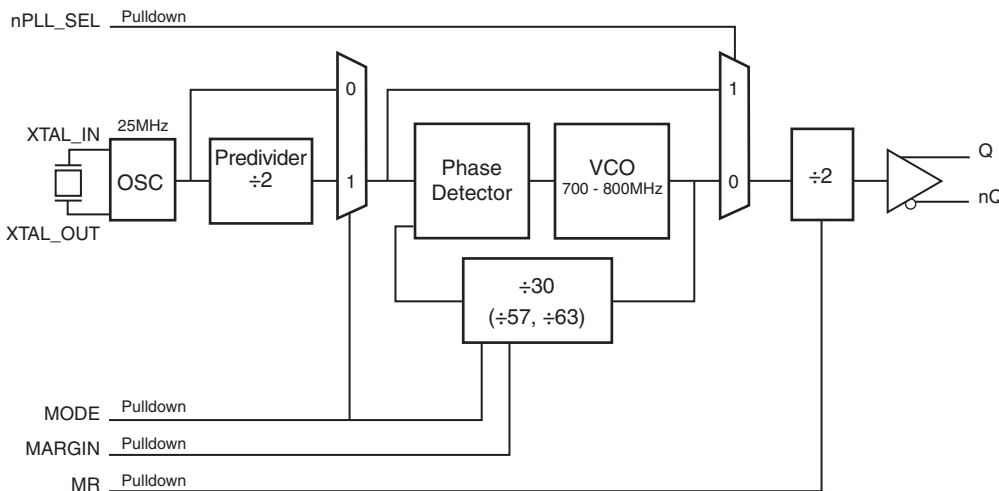 nPLL_SEL Pulldown
0
1
XTAL_IN
25MHz
OSC
XTAL_OUT
Predivider
÷2
1
Phase
Detector
VCO
700 - 800MHz
0
÷2
Q
nQ
÷30
(÷57, ÷63)
MODE Pulldown
MARGIN Pulldown
MR Pulldown